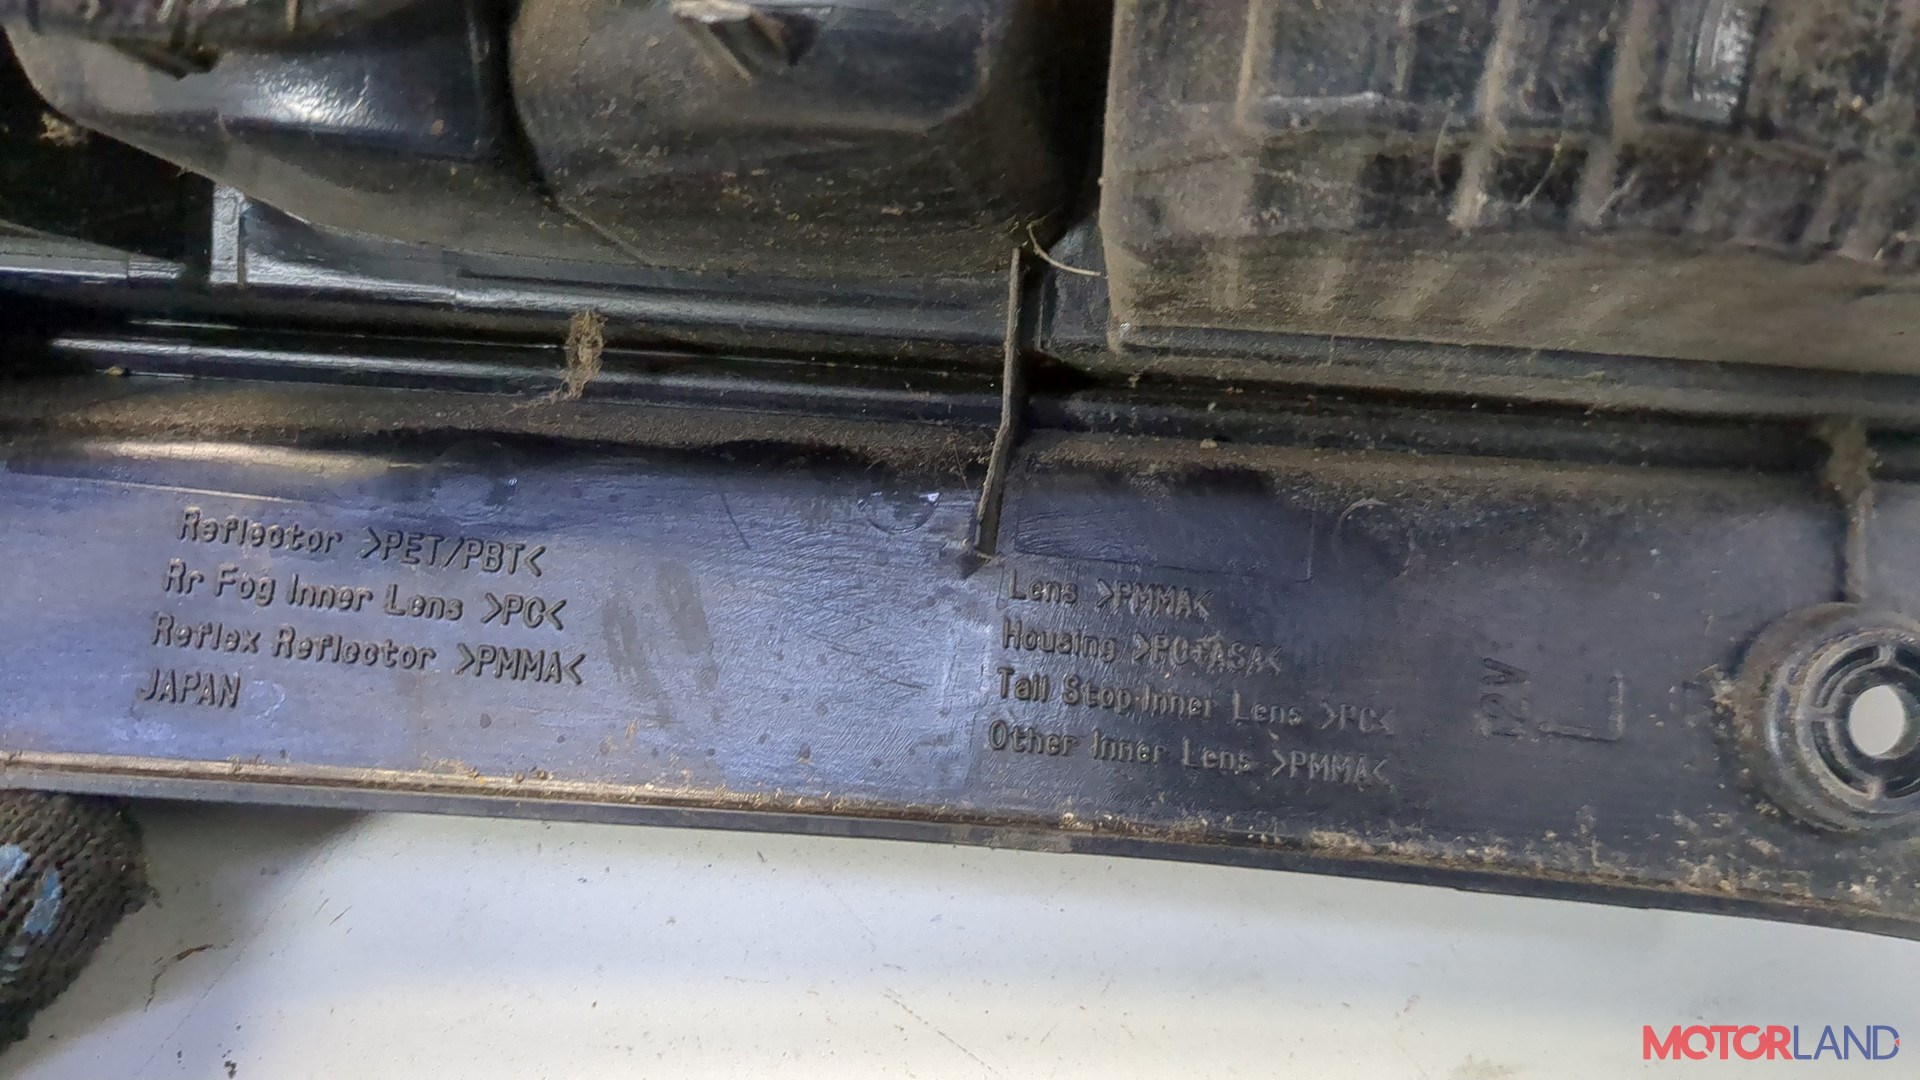 Reflector >PET/PBT<
Rr Fog Inner Lens >PC<
Reflex Reflector >PMMA<
JAPAN
Lens >PMMA<
Housing >PC+ASA<
Tail Stop·Inner Lens >PC<
Other Inner Lens >PMMA<
12V
L
MOTORLAND